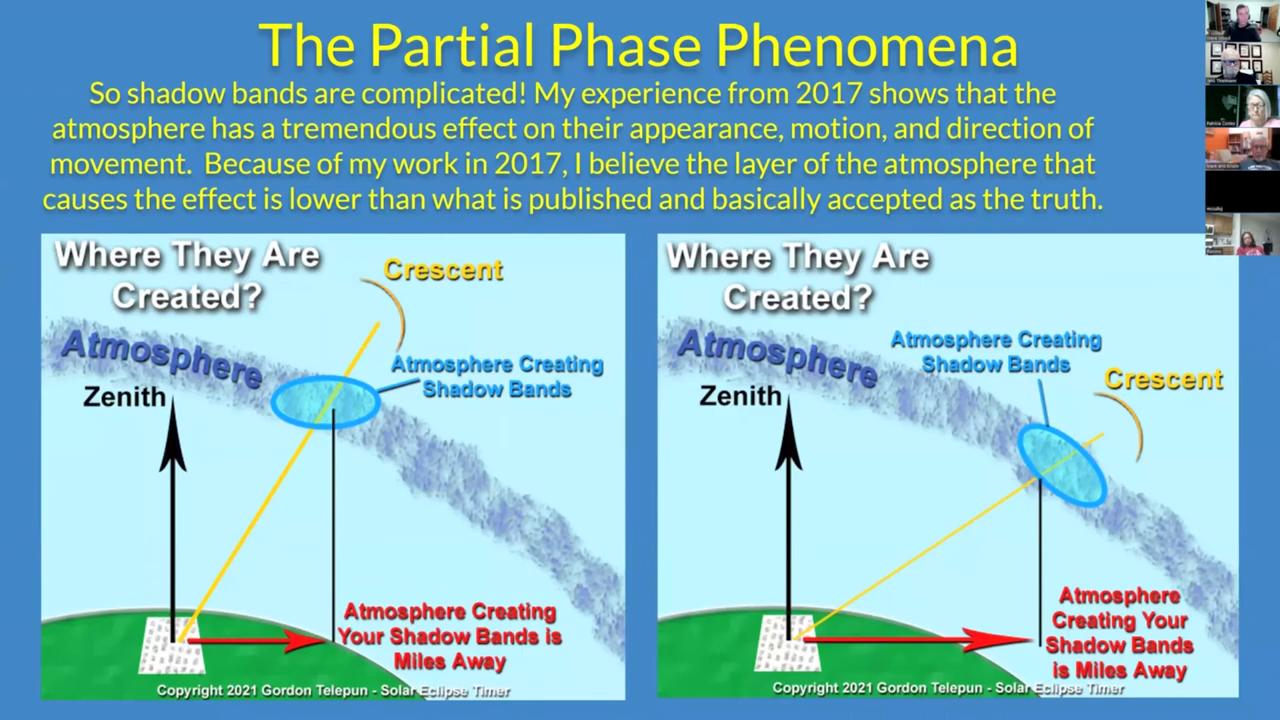 The Partial Phase Phenomena
So shadow bands are complicated! My experience from 2017 shows that the
atmosphere has a tremendous effect on their appearance, motion, and direction of
movement. Because of my work in 2017, I believe the layer of the atmosphere that
causes the effect is lower than what is published and basically accepted as the truth.
Where They Are
Created?
Crescent
Atmosphere
Atmosphere Creating
Shadow Bands
Zenith
Atmosphere Creating
Your Shadow Bands is
Miles Away
Copyright 2021 Gordon Telepun - Solar Eclipse Timer
Where They Are
Created?
Atmosphere
Atmosphere Creating
Shadow Bands
Crescent
Zenith
Atmosphere
Creating Your
Shadow Bands
is Miles Away
Copyright 2021 Gordon Telepun - Solar Eclipse Timer